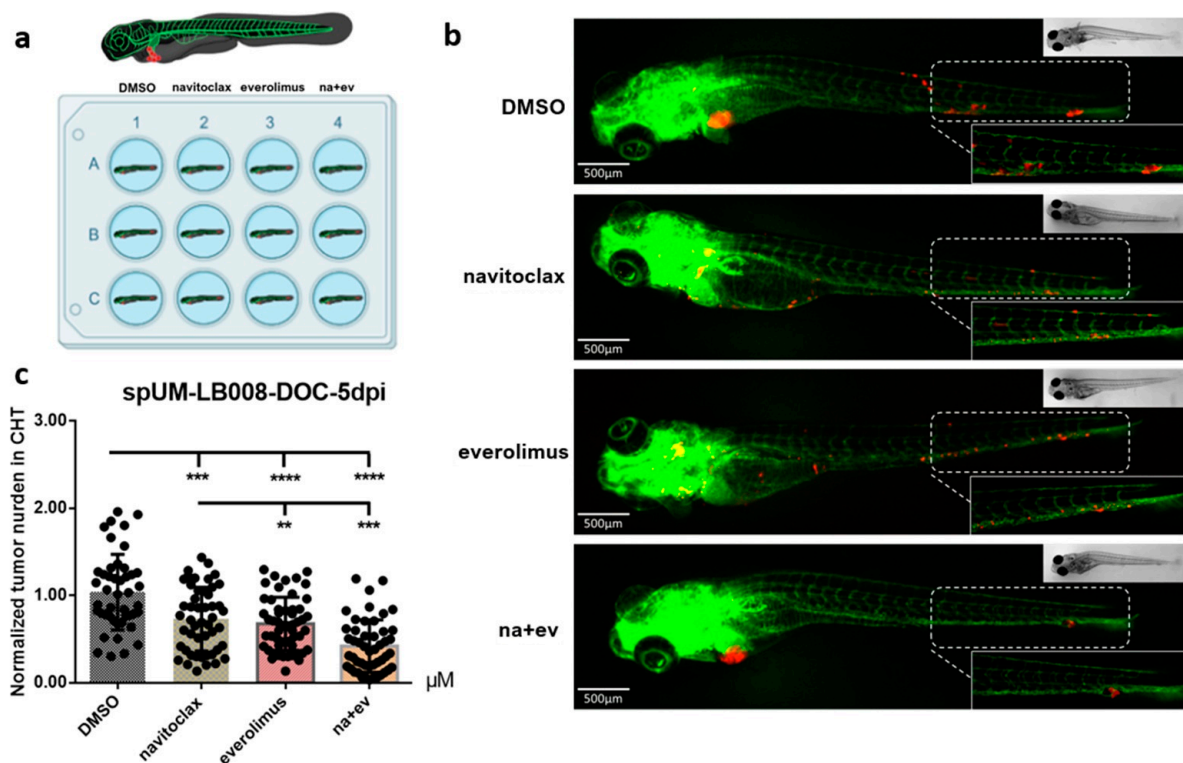 a
DMSO navitoclax everolimus na+ev
1 2 3 4
A
B
C
b
DMSO
500μm
navitoclax
500μm
everolimus
500μm
na+ev
500μm
c
spUM-LB008-DOC-5dpi
Normalized tumor nurden in CHT
3.00
2.00
1.00
0.00
*** **** ****
** ***
μM
DMSO
navitoclax
everolimus
na+ev